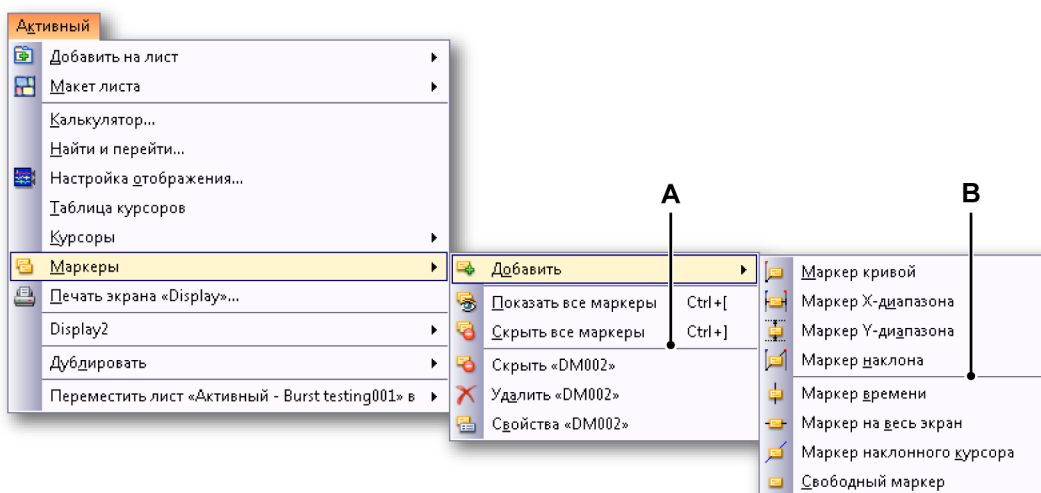 Активный
Добавить на лист
Макет листа
Калькулятор...
Найти и перейти...
Настройка отображения...
Таблица курсоров
Курсоры
Маркеры
Печать экрана «Display»...
Display2
Дублировать
Переместить лист «Активный - Burst testing001» в
A
Добавить
Показать все маркеры Ctrl+[
Скрыть все маркеры Ctrl+]
Скрыть «DM002»
Удалить «DM002»
Свойства «DM002»
B
Маркер кривой
Маркер X-диапазона
Маркер Y-диапазона
Маркер наклона
Маркер времени
Маркер на весь экран
Маркер наклонного курсора
Свободный маркер